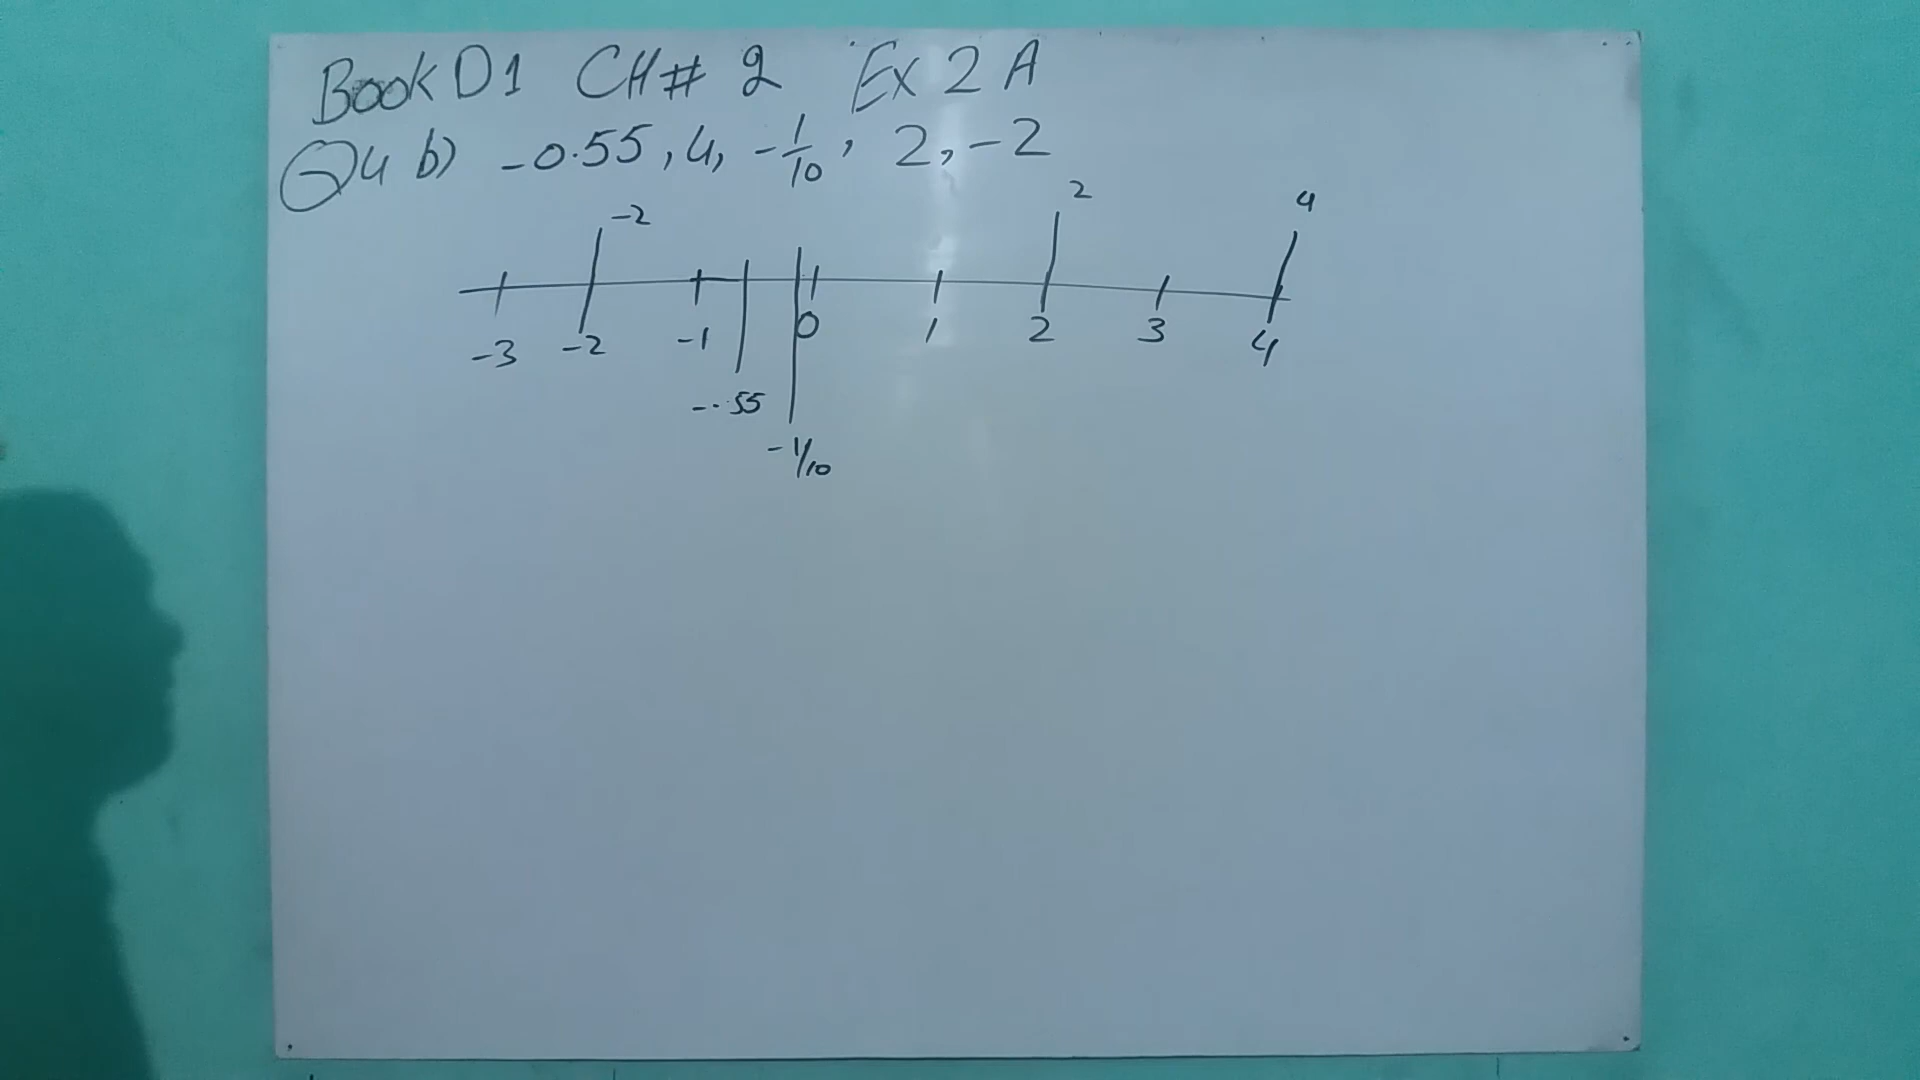 Book D1 CH# 2 Ex 2 A
Q4 b) -0.55, 4, -1/10, 2, -2
-2 2 4
-3 -2 -1 0 1 2 3 4
-.55
-1/10